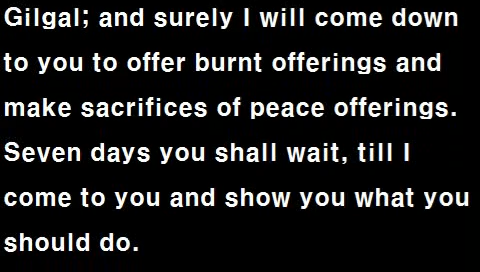 Gilgal; and surely I will come down
to you to offer burnt offerings and
make sacrifices of peace offerings.
Seven days you shall wait, till I
come to you and show you what you
should do.